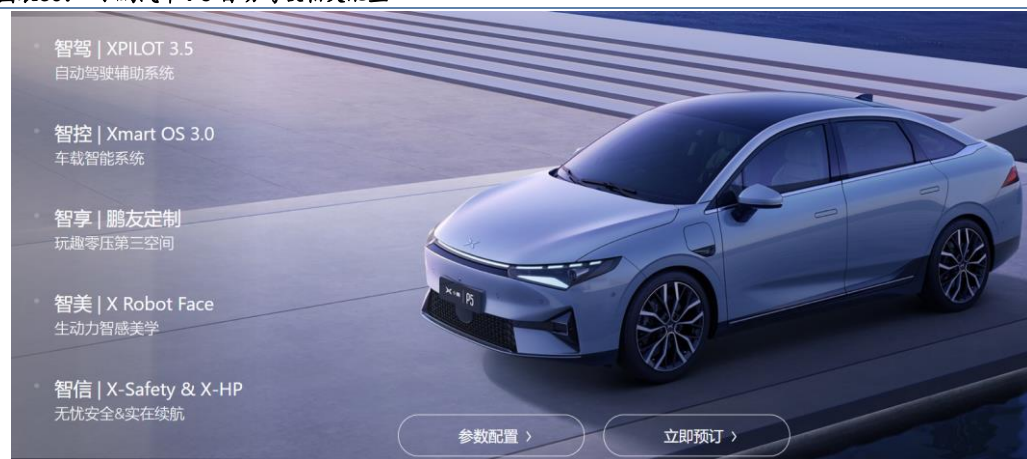 智驾 | XPILOT 3.5
自动驾驶辅助系统
智控 | Xmart OS 3.0
车载智能系统
智享 | 鹏友定制
玩趣零压第三空间
智美 | X Robot Face
生动力智感美学
智信 | X-Safety & X-HP
无忧安全&实在续航
P5
参数配置 >
立即预订 >